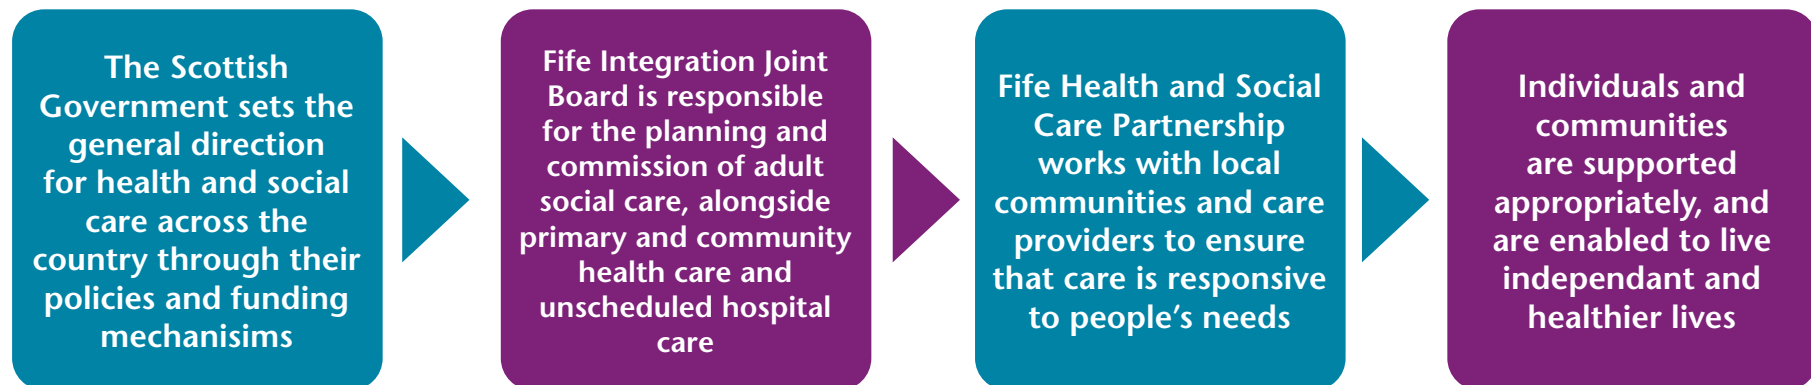 The Scottish
Government sets the
general direction
for health and social
care across the
country through their
policies and funding
mechanisims
Fife Integration Joint
Board is responsible
for the planning and
commission of adult
social care, alongside
primary and community
health care and
unscheduled hospital
care
Fife Health and Social
Care Partnership
works with local
communities and care
providers to ensure
that care is responsive
to people’s needs
Individuals and
communities
are supported
appropriately, and
are enabled to live
independant and
healthier lives